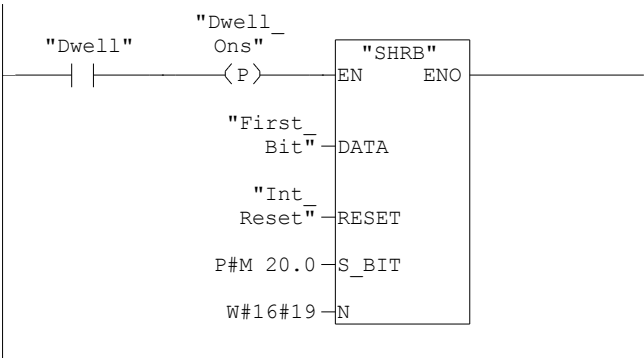 "Dwell_
"Dwell"
Ons"
"SHRB"
(P)
EN
ENO
"First_
Bit"
DATA
"Int_
Reset"
RESET
P#M 20.0
S_BIT
W#16#19
N